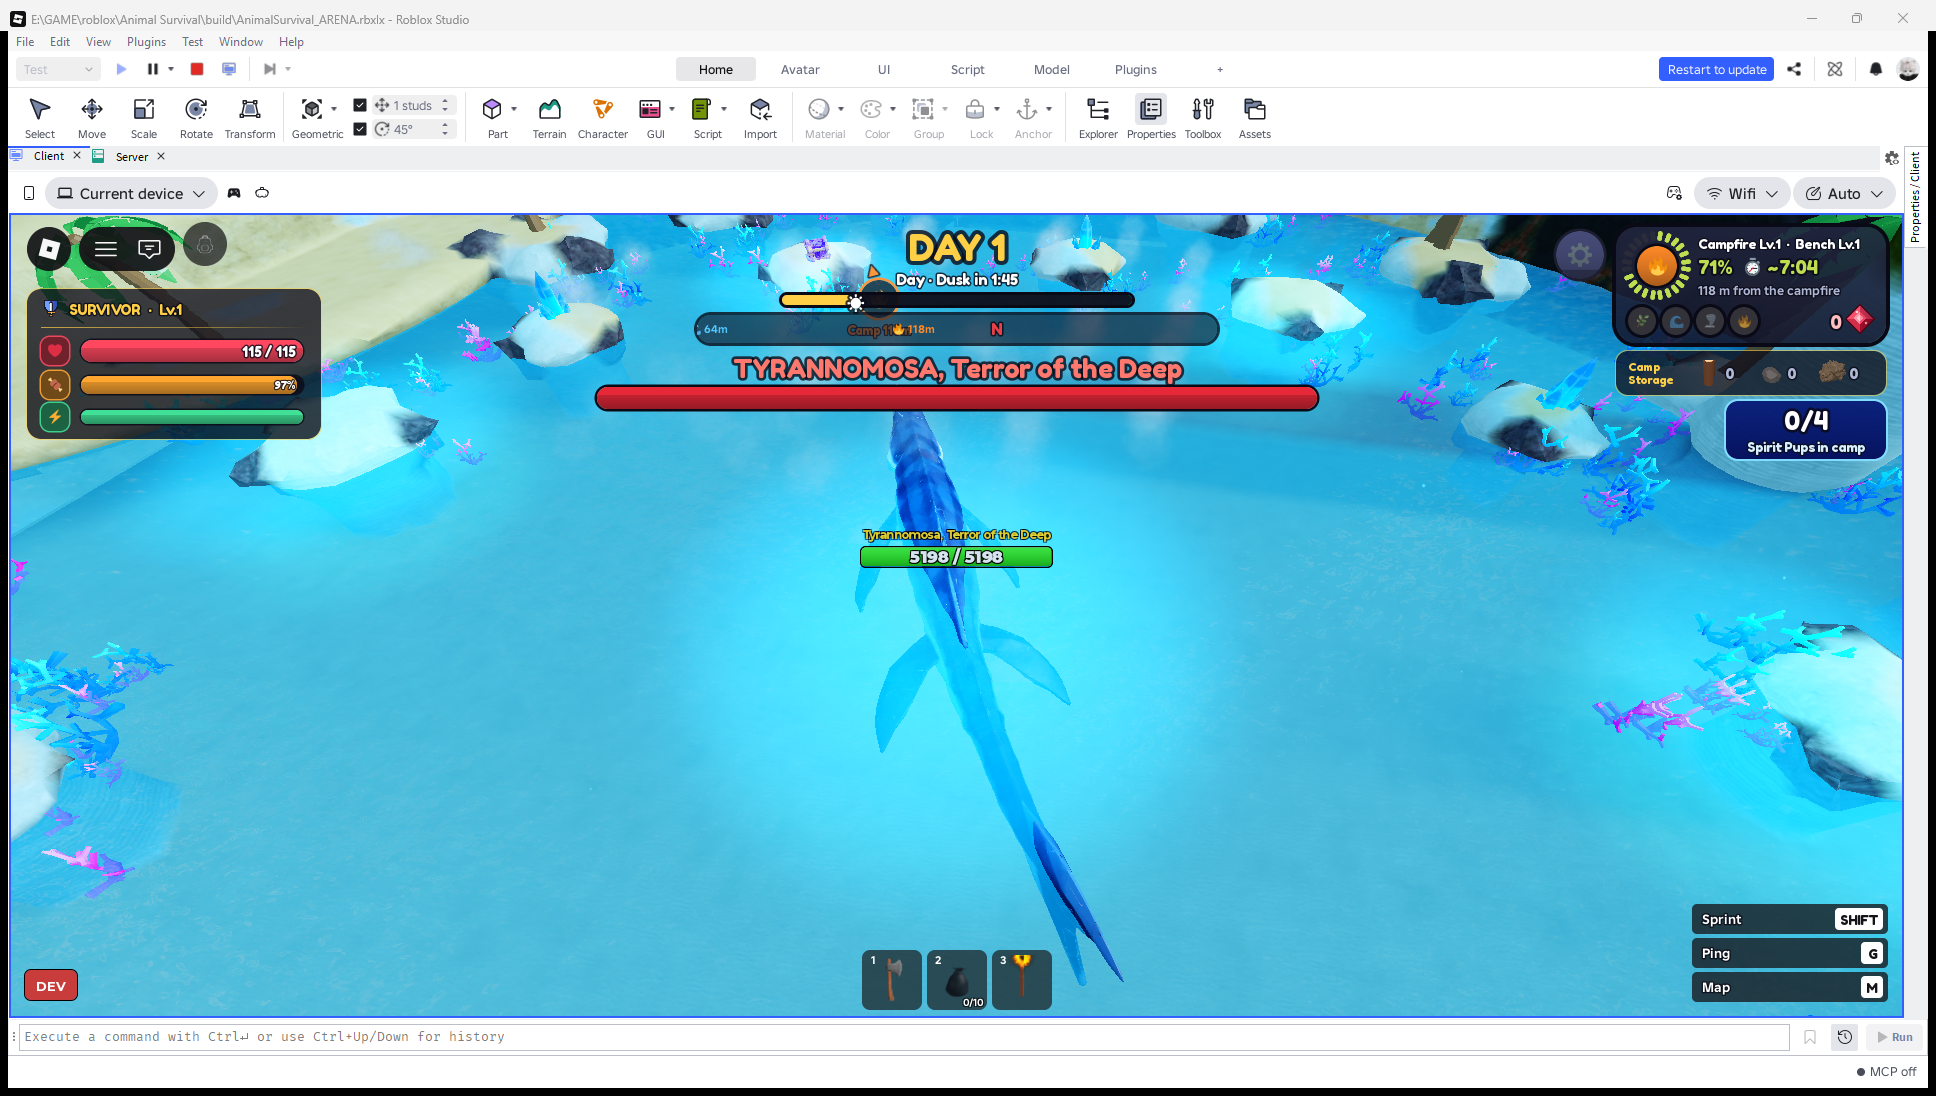 E:\GAME\roblox\Animal Survival\build\AnimalSurvival_ARENA.rbxlx - Roblox Studio
File Edit View Plugins Test Window Help
Test
Home Avatar UI Script Model Plugins +
Restart to update
Select Move Scale Rotate Transform Geometric
1 studs
45°
Part Terrain Character GUI Script Import Material Color Group Lock Anchor Explorer Properties Toolbox Assets
Client
Server
Properties / Client
Current device
Wifi
Auto
DAY 1
Day · Dusk in 1:45
64m
Camp
118m
N
TYRANNOMOSA, Terror of the Deep
SURVIVOR · Lv.1
115 / 115
97%
Campfire Lv.1 · Bench Lv.1
71% ~7:04
118 m from the campfire
0
Camp Storage
0 0 0
0/4
Spirit Pups in camp
Tyrannomosa, Terror of the Deep
5198 / 5198
Sprint SHIFT
Ping G
Map M
DEV
1
2
0/10
3
Execute a command with Ctrl↵ or use Ctrl+Up/Down for history
Run
MCP off